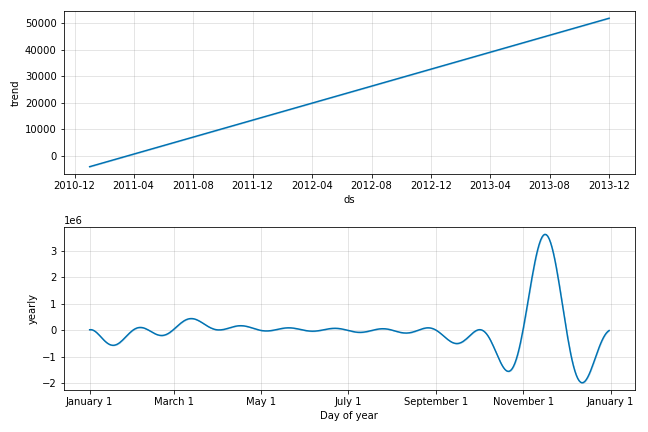 50000
40000
30000
20000
10000
0
trend
2010-12 2011-04 2011-08 2011-12 2012-04 2012-08 2012-12 2013-04 2013-08 2013-12
ds
1e6
3
2
1
0
−1
−2
yearly
January 1 March 1 May 1 July 1 September 1 November 1 January 1
Day of year